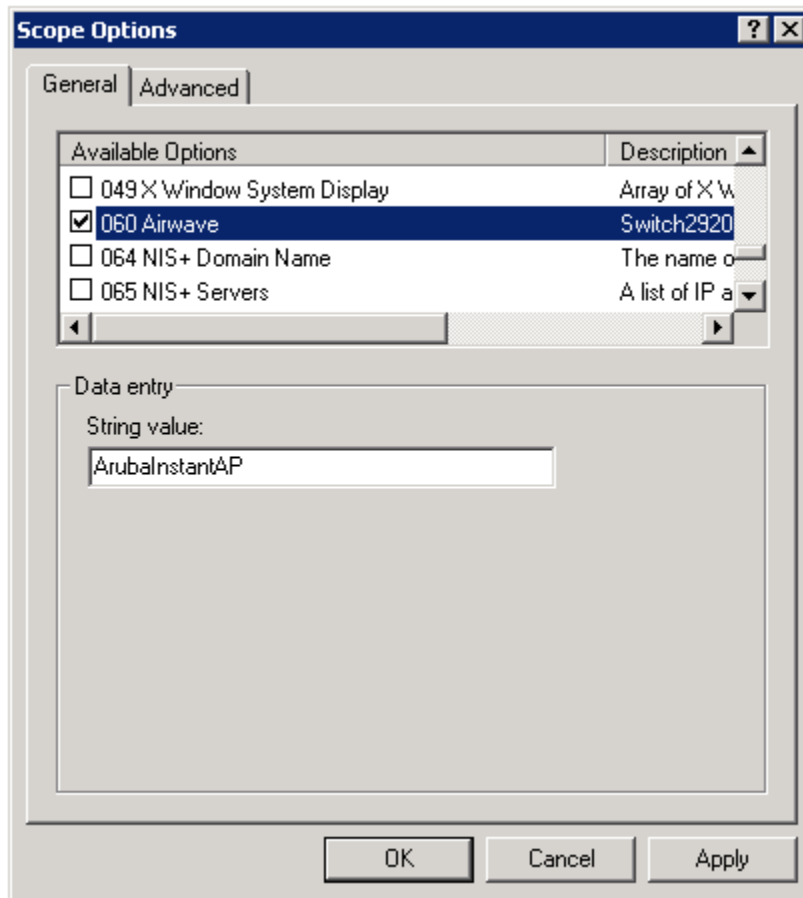 Scope Options
General Advanced
Available Options Description
049 X Window System Display Array of X W
060 Airwave Switch2920
064 NIS+ Domain Name The name o
065 NIS+ Servers A list of IP a
Data entry
String value:
ArubaInstantAP
OK Cancel Apply